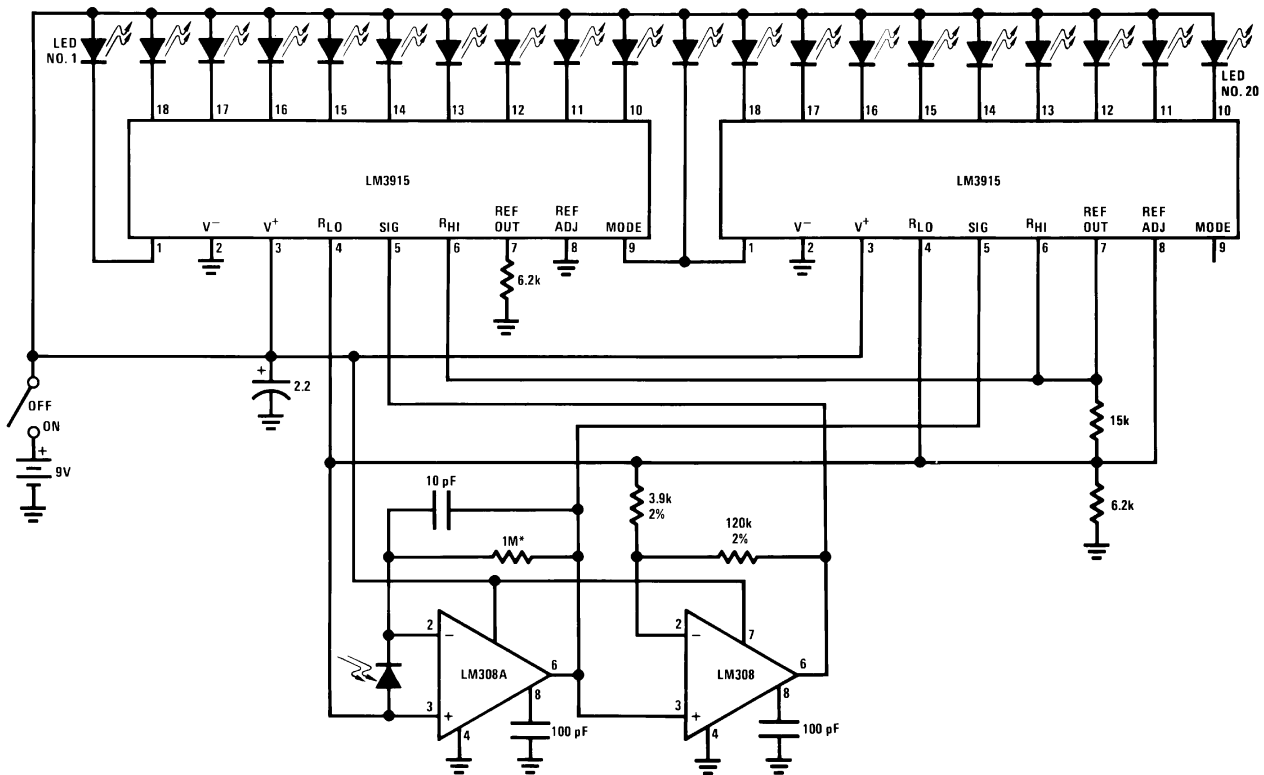 LED
NO. 1
LED
NO. 20
18 17 16 15 14 13 12 11 10
18 17 16 15 14 13 12 11 10
LM3915
LM3915
V− V+ RLO SIG RHI REF OUT REF ADJ MODE
V− V+ RLO SIG RHI REF OUT REF ADJ MODE
1 2 3 4 5 6 7 8 9
1 2 3 4 5 6 7 8 9
6.2k
+
2.2
OFF
ON
+
9V
15k
10 pF
3.9k
2%
120k
2%
6.2k
1M*
2
−
7
2
−
LM308A
6
LM308
6
3
+
8
3
+
8
4
100 pF
4
100 pF